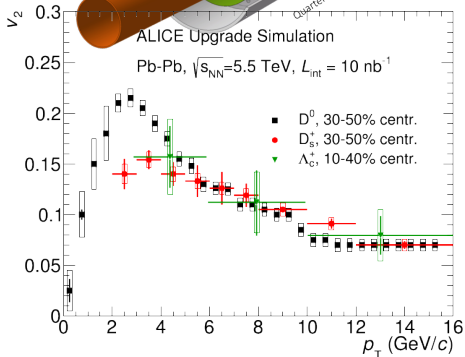 v₂
0.3
Quarter
ALICE Upgrade Simulation
0.25
Pb-Pb, √sNN=5.5 TeV, Lint = 10 nb⁻¹
0.2
D⁰, 30-50% centr.
Ds⁺, 30-50% centr.
Λc⁺, 10-40% centr.
0.15
0.1
0.05
0
0 2 4 6 8 10 12 14 16
pT (GeV/c)